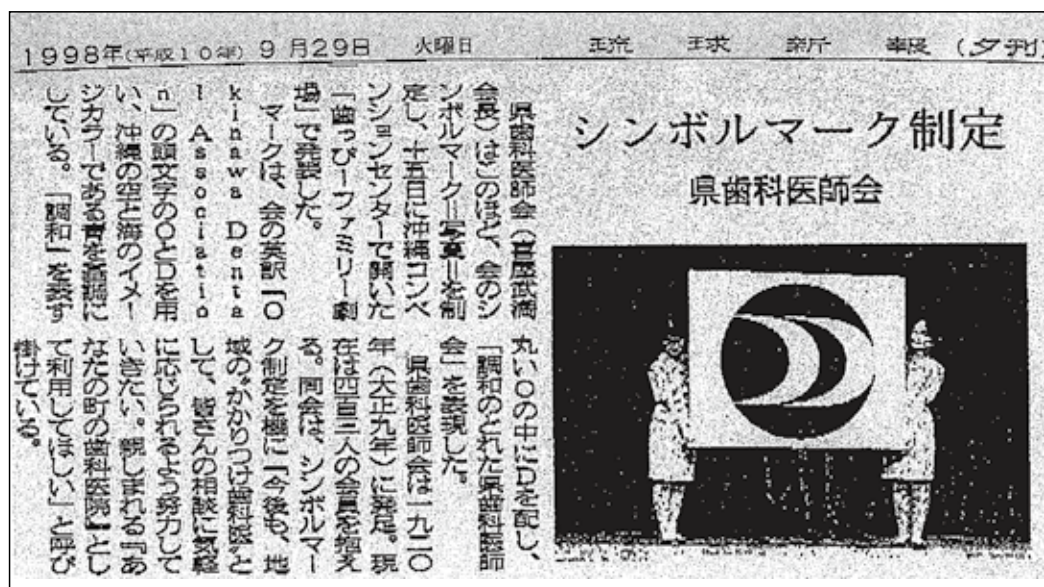 1998年(平成10年) 9月29日 火曜日 琉球新報 (夕刊)
シンボルマーク制定
県歯科医師会
県歯科医師会（喜屋武満
会長）はこのほど、会のシ
ンボルマーク＝写真＝を制
定し、十五日に沖縄コンベ
ンションセンターで開いた
「歯っぴーファミリー劇
場」で発表した。
マークは、会の英訳「O
kinawa Denta
l Associatio
n」の頭文字のOとDを用
い、沖縄の空と海のイメー
ジカラーである青を基調に
している。「調和」を表す
丸いOの中にDを配し、
「調和のとれた県歯科医師
会」を表現した。
県歯科医師会は一九二〇
年（大正九年）に発足。現
在は四百三人の会員を抱え
る。同会は、シンボルマー
ク制定を機に「今後も、地
域の“かかりつけ歯科医”と
して、皆さんの相談に気軽
に応じられるよう努力して
いきたい。親しまれる『あ
なたの町の歯科医院』とし
て利用してほしい」と呼び
掛けている。